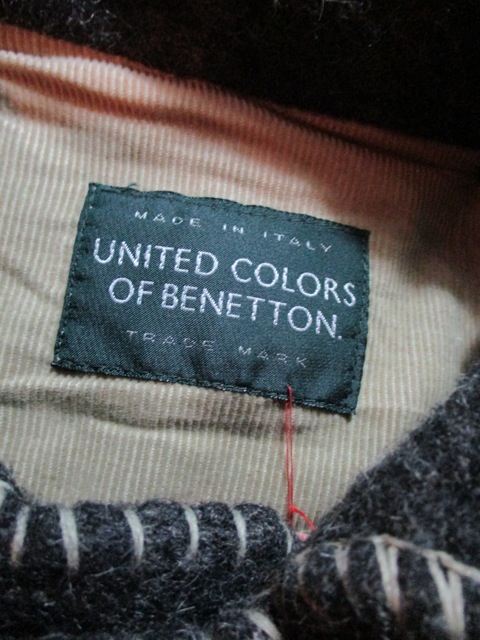 MADE IN ITALY
UNITED COLORS
OF BENETTON.
TRADE MARK